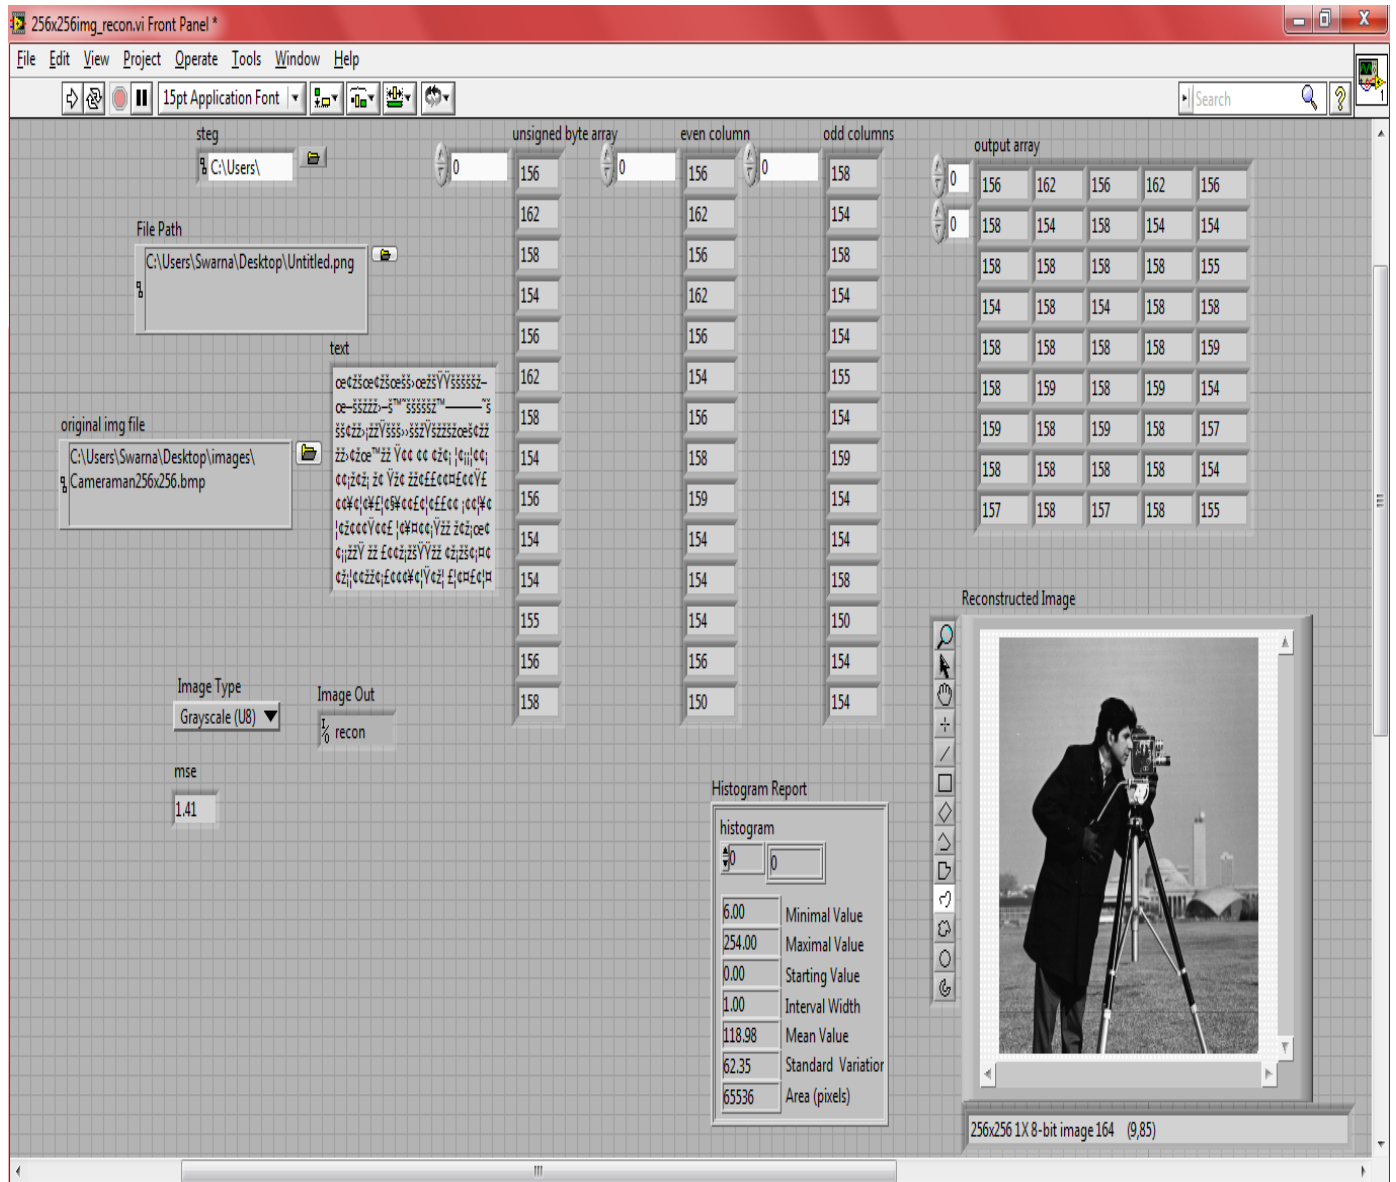 256x256img_recon.vi Front Panel *
File Edit View Project Operate Tools Window Help
15pt Application Font
Search
1
steg
C:\Users\
File Path
C:\Users\Swarna\Desktop\Untitled.png
original img file
C:\Users\Swarna\Desktop\images\
Cameraman256x256.bmp
text
Image Type
Grayscale (U8)
Image Out
recon
mse
1.41
unsigned byte array
0
156
162
158
154
156
162
158
154
156
154
154
155
156
158
even column
0
156
162
156
162
156
154
156
158
159
154
154
154
156
150
odd columns
0
158
154
158
154
154
155
154
159
154
154
158
150
154
154
output array
0
0
156 162 156 162 156
158 154 158 154 154
158 158 158 158 155
154 158 154 158 158
158 158 158 158 159
158 159 158 159 154
159 158 159 158 157
158 158 158 158 154
157 158 157 158 155
Histogram Report
histogram
0 0
6.00 Minimal Value
254.00 Maximal Value
0.00 Starting Value
1.00 Interval Width
118.98 Mean Value
62.35 Standard Variation
65536 Area (pixels)
Reconstructed Image
256x256 1X 8-bit image 164 (9,85)